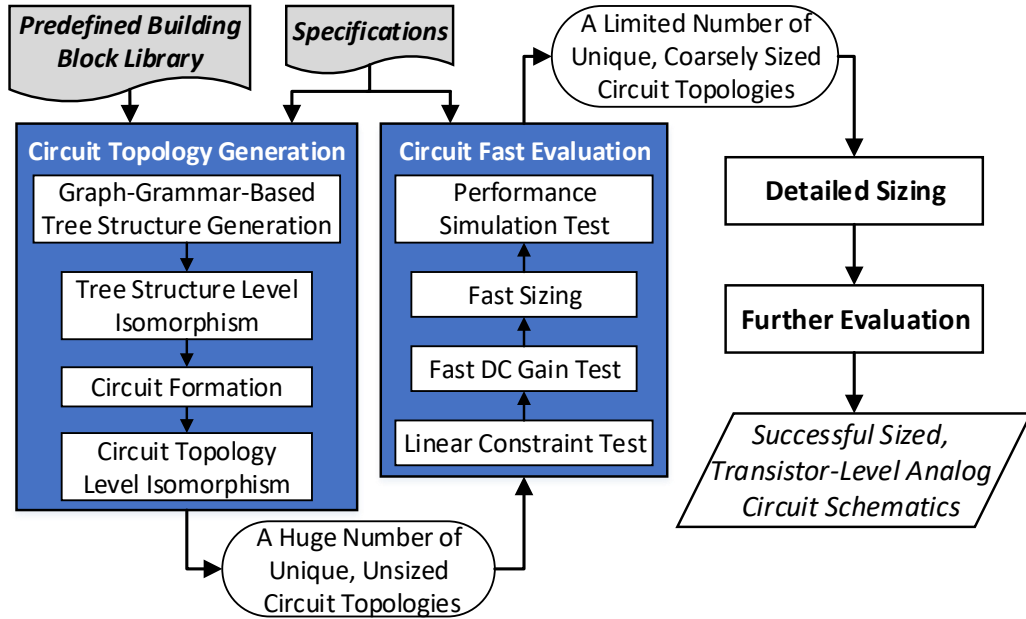 Predefined Building
Block Library
Specifications
A Limited Number of
Unique, Coarsely Sized
Circuit Topologies
Circuit Topology Generation
Graph-Grammar-Based
Tree Structure Generation
Tree Structure Level
Isomorphism
Circuit Formation
Circuit Topology
Level Isomorphism
A Huge Number of
Unique, Unsized
Circuit Topologies
Circuit Fast Evaluation
Performance
Simulation Test
Fast Sizing
Fast DC Gain Test
Linear Constraint Test
Detailed Sizing
Further Evaluation
Successful Sized,
Transistor-Level Analog
Circuit Schematics